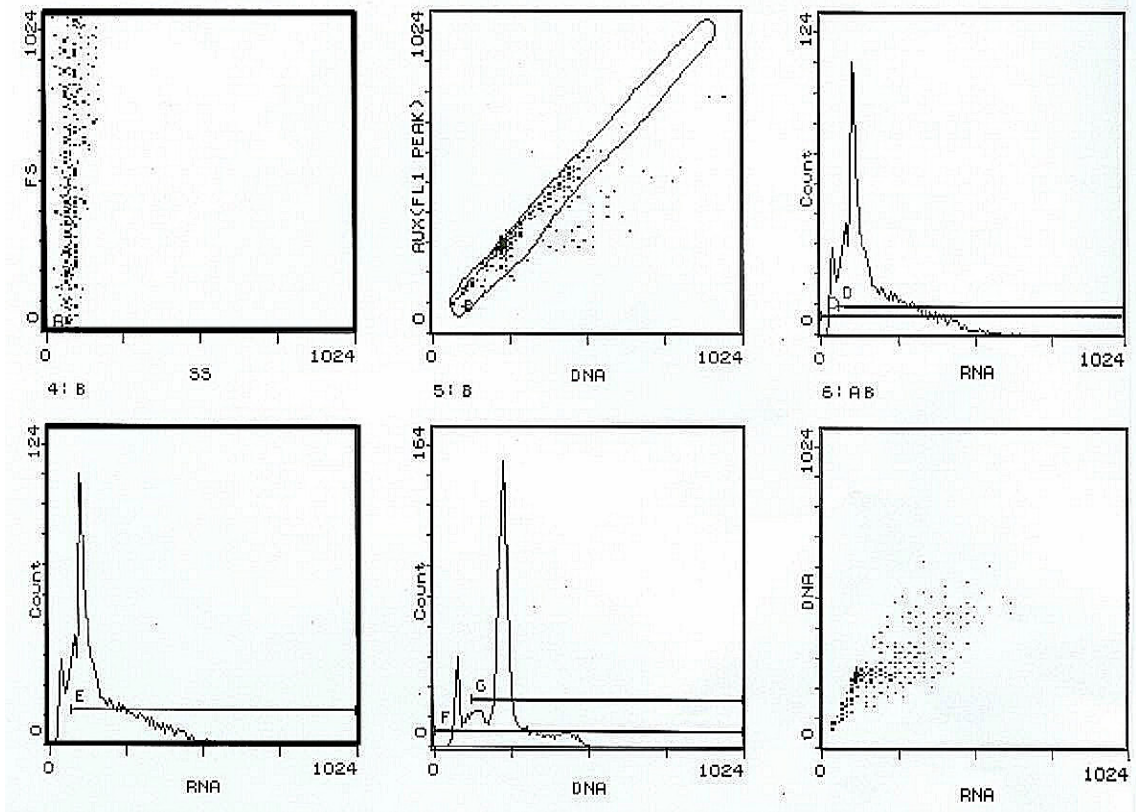 1024
FS
0
0 1024
SS
1024
AUX(FL1 PEAK)
0
B
0 1024
DNA
124
Count
D
0
0 1024
RNA
4: B
124
Count
E
0
0 1024
RNA
5: B
164
Count
G
F
0
0 1024
DNA
6: AB
1024
DNA
0
0 1024
RNA